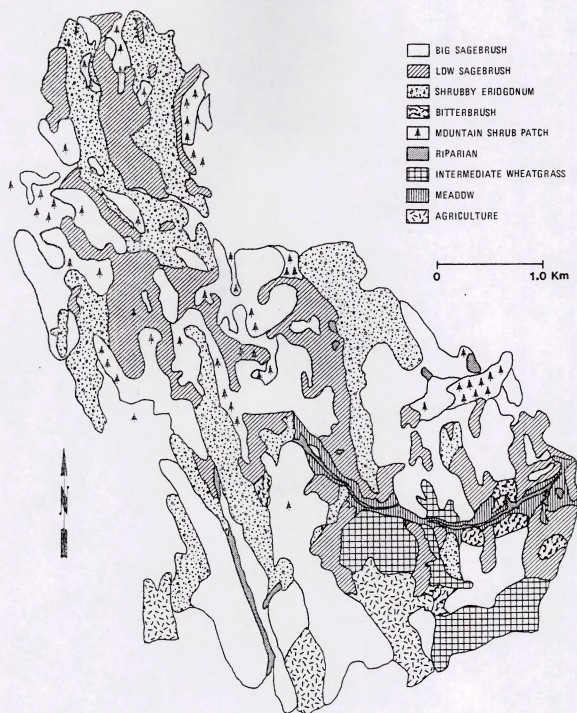 BIG SAGEBRUSH
LOW SAGEBRUSH
SHRUBBY ERIOGONUM
BITTERBRUSH
MOUNTAIN SHRUB PATCH
RIPARIAN
INTERMEDIATE WHEATGRASS
MEADOW
AGRICULTURE
0 1.0 Km
N